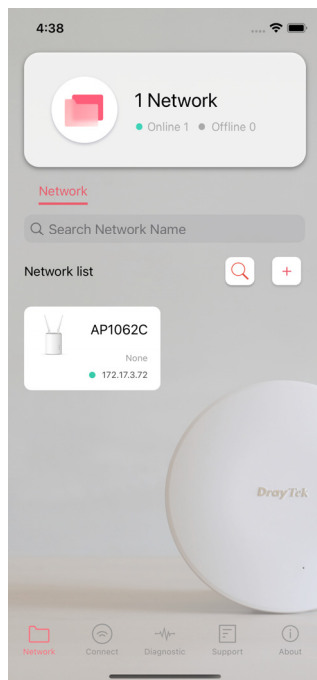 4:38
1 Network
Online 1 Offline 0
Network
Search Network Name
Network list
+
AP1062C
None
172.17.3.72
DrayTek
Network Connect Diagnostic Support About